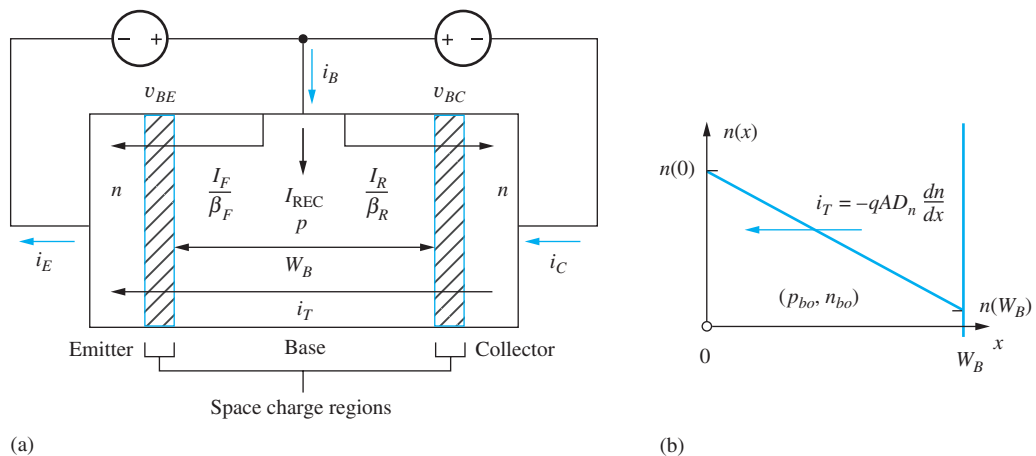 − + + −
i_B
v_BE
v_BC
n
I_F/β_F
I_REC
p
I_R/β_R
n
i_E
W_B
i_C
i_T
Emitter
Base
Collector
Space charge regions
(a)
n(x)
n(0)
i_T = −qAD_n dn/dx
(p_bo, n_bo)
n(W_B)
x
0
W_B
(b)